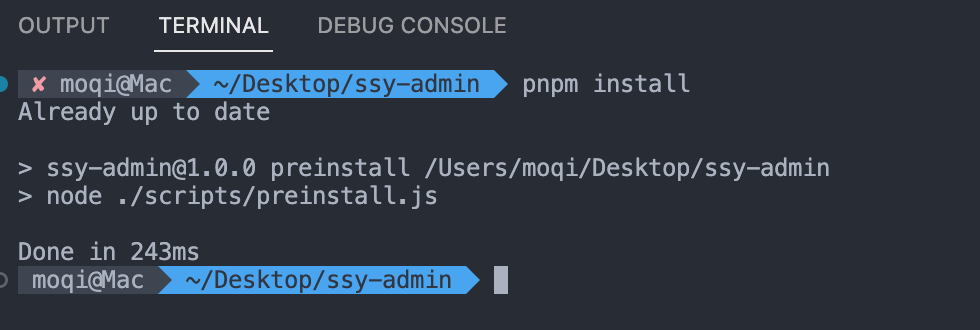 OUTPUT TERMINAL DEBUG CONSOLE
✘ moqi@Mac ~/Desktop/ssy-admin pnpm install
Already up to date
> ssy-admin@1.0.0 preinstall /Users/moqi/Desktop/ssy-admin
> node ./scripts/preinstall.js
Done in 243ms
moqi@Mac ~/Desktop/ssy-admin